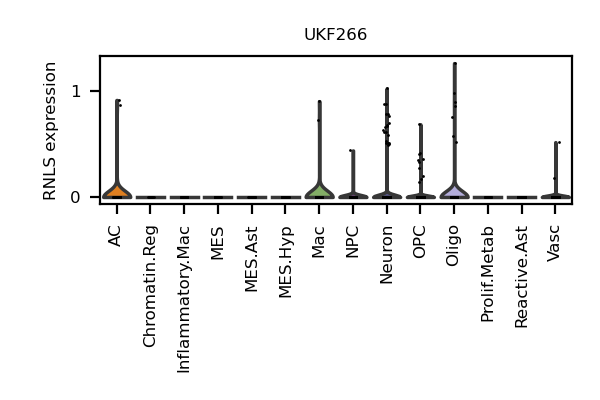 UKF266
RNLS expression
1
0
AC
Chromatin.Reg
Inflammatory.Mac
MES
MES.Ast
MES.Hyp
Mac
NPC
Neuron
OPC
Oligo
Prolif.Metab
Reactive.Ast
Vasc